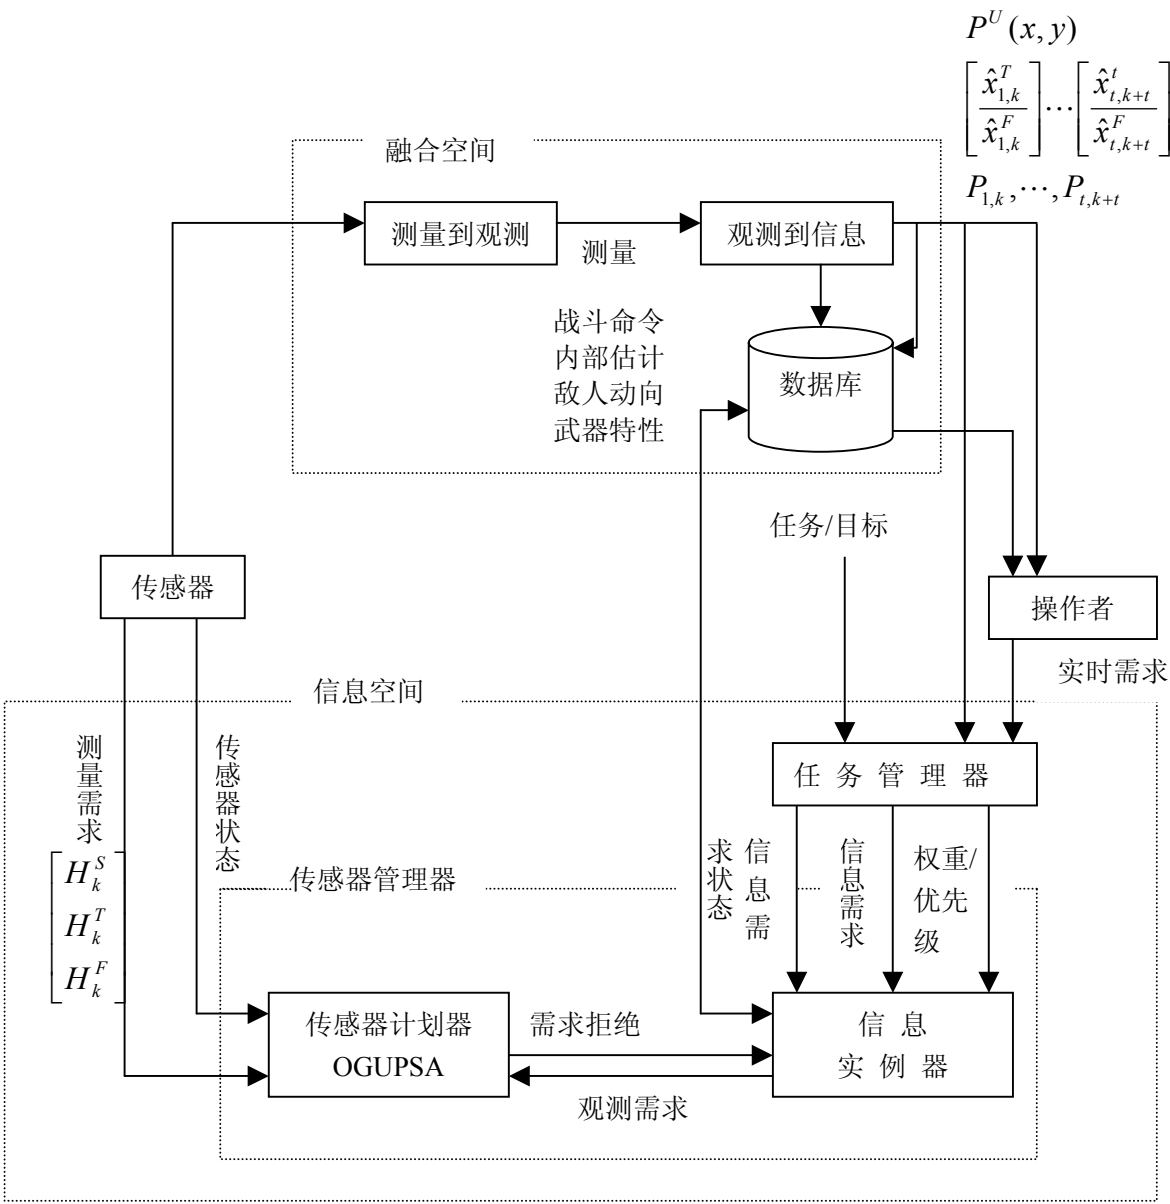 P^U(x, y)
[x̂^T_{1,k} / x̂^F_{1,k}] ⋯ [x̂^t_{t,k+t} / x̂^F_{t,k+t}]
P_{1,k},⋯,P_{t,k+t}
融合空间
测量到观测
测量
观测到信息
战斗命令
内部估计
敌人动向
武器特性
数据库
任务/目标
传感器
操作者
实时需求
信息空间
测量需求
传感器状态
任务管理器
H^S_k
H^T_k
H^F_k
信息需
求状态
信息需求
权重/
优先
级
传感器管理器
传感器计划器
OGUPSA
需求拒绝
观测需求
信息
实例器